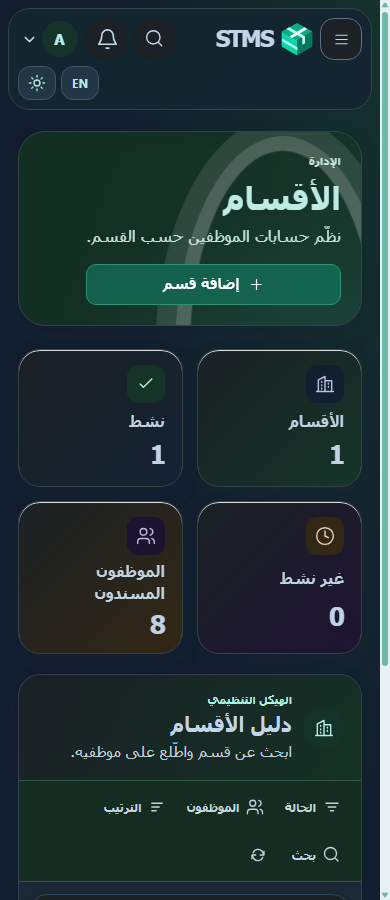 STMS
A
EN
الإدارة
الأقسام
نظّم حسابات الموظفين حسب القسم.
إضافة قسم
الأقسام
1
نشط
1
غير نشط
0
الموظفون
المسندون
8
الهيكل التنظيمي
دليل الأقسام
ابحث عن قسم واطّلع على موظفيه.
الحالة
الموظفون
الترتيب
بحث